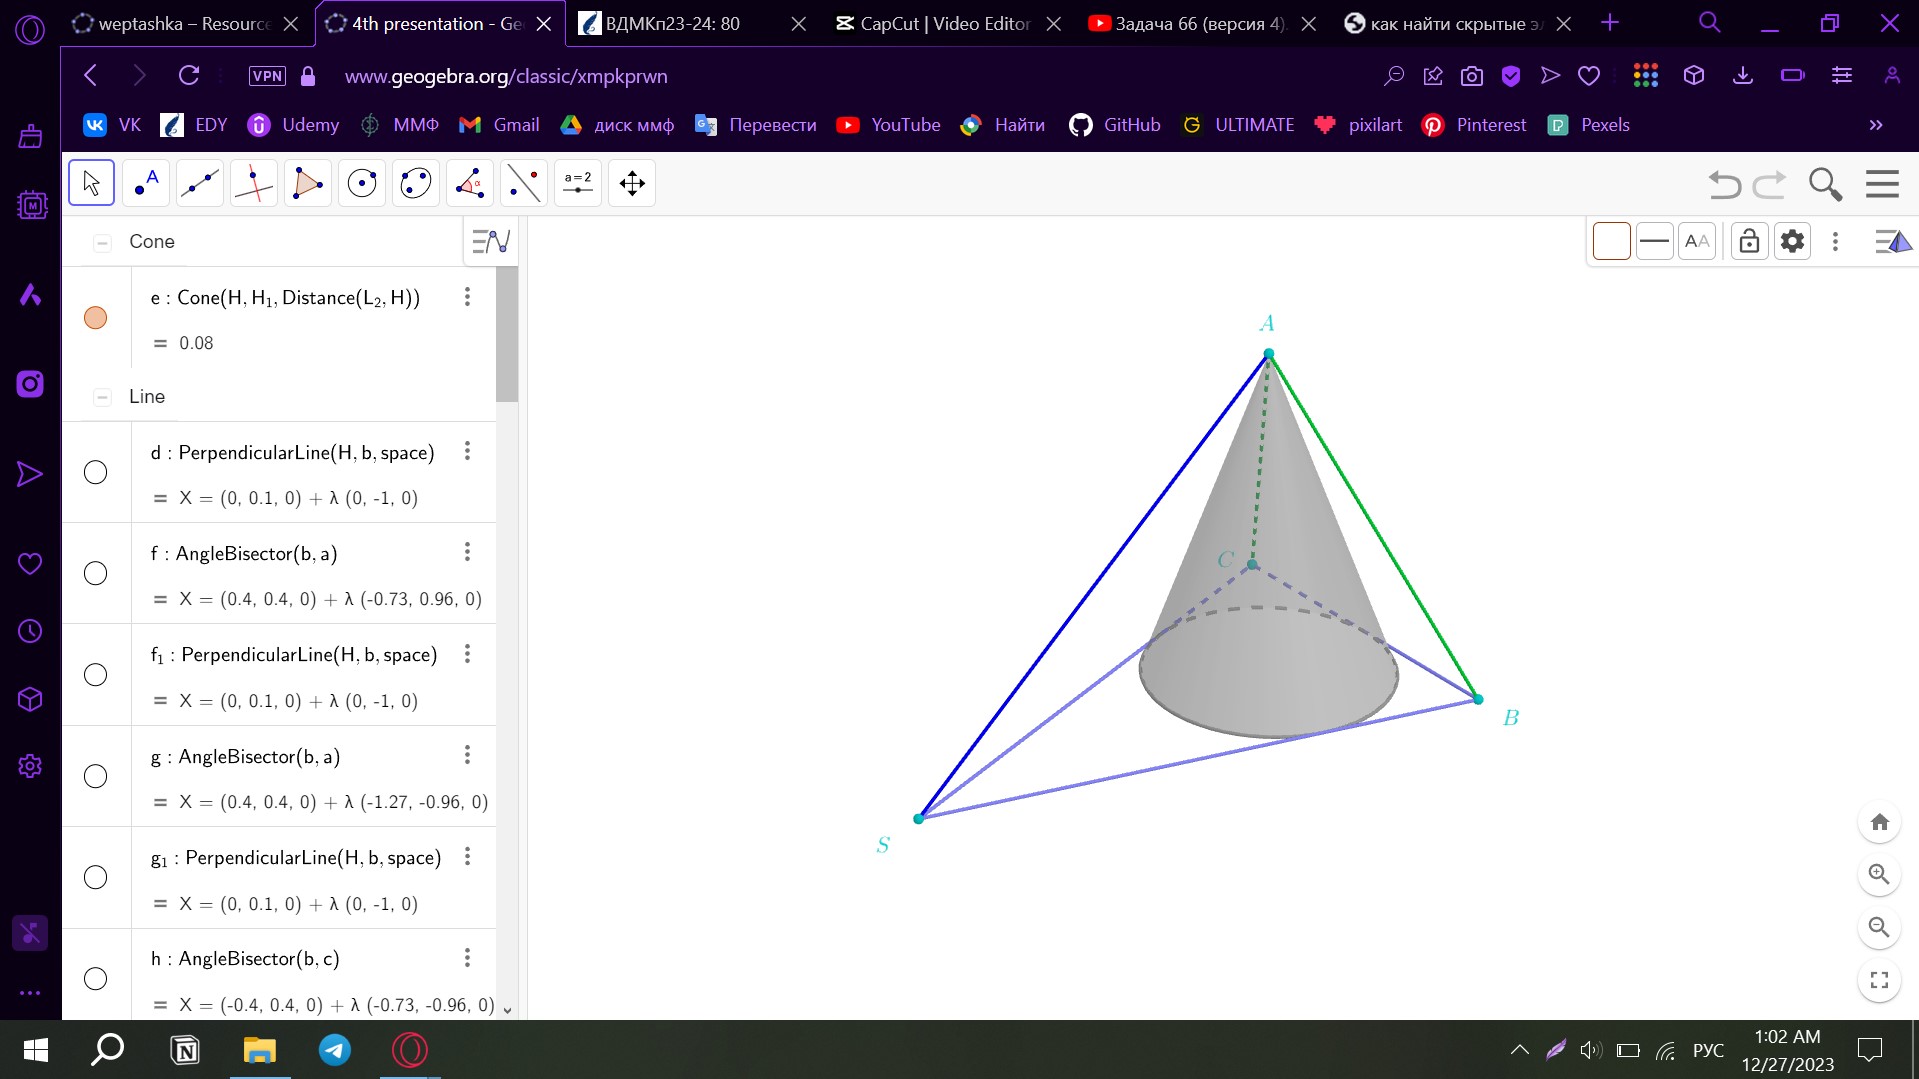 weptashka – Resource
4th presentation - Ge
ВДМКп23-24: 80
CapCut | Video Editor
Задача 66 (версия 4).
как найти скрытые эл
VPN
www.geogebra.org/classic/xmpkprwn
VK
EDY
Udemy
ММФ
Gmail
диск ммф
Перевести
YouTube
Найти
GitHub
ULTIMATE
pixilart
Pinterest
Pexels
A
α
a = 2
Cone
AA
e : Cone(H, H₁, Distance(L₂, H))
= 0.08
Line
d : PerpendicularLine(H, b, space)
= X = (0, 0.1, 0) + λ (0, -1, 0)
f : AngleBisector(b, a)
= X = (0.4, 0.4, 0) + λ (-0.73, 0.96, 0)
f₁ : PerpendicularLine(H, b, space)
= X = (0, 0.1, 0) + λ (0, -1, 0)
g : AngleBisector(b, a)
= X = (0.4, 0.4, 0) + λ (-1.27, -0.96, 0)
g₁ : PerpendicularLine(H, b, space)
= X = (0, 0.1, 0) + λ (0, -1, 0)
h : AngleBisector(b, c)
= X = (-0.4, 0.4, 0) + λ (-0.73, -0.96, 0)
A
C
B
S
РУС
1:02 AM
12/27/2023